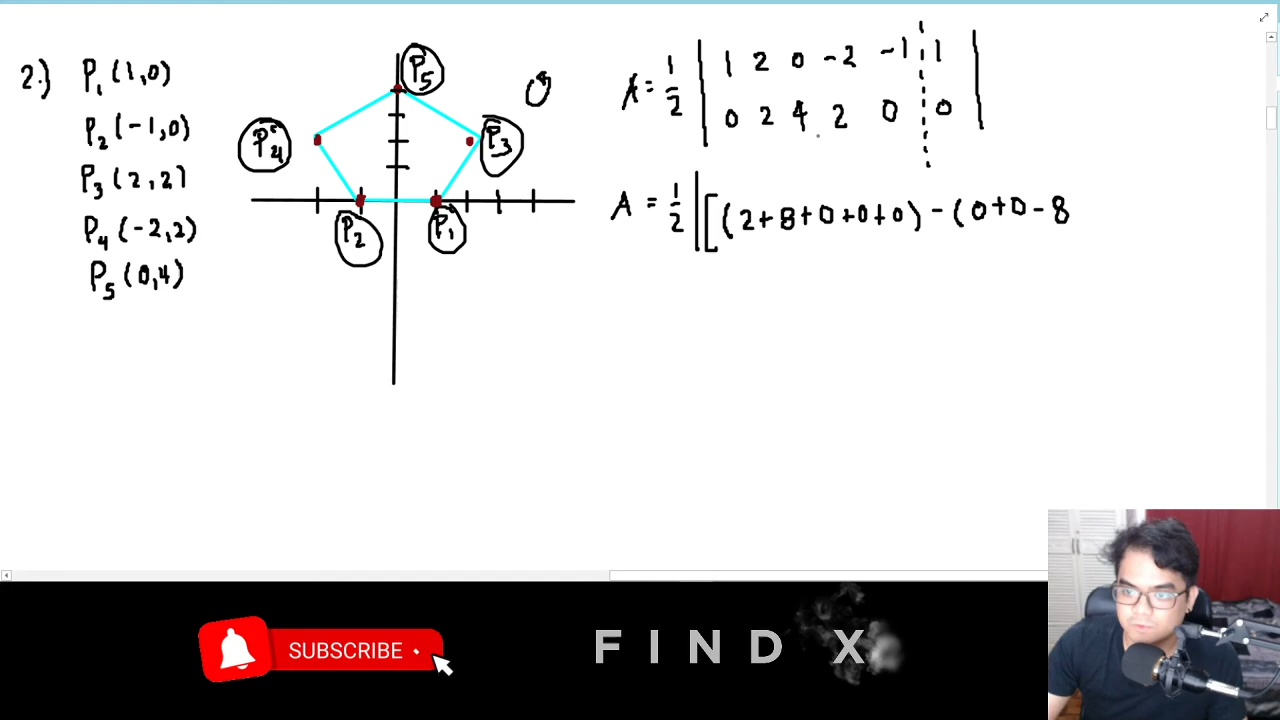 2.) P₁ (1,0)
P₂ (-1,0)
P₃ (2,2)
P₄ (-2,2)
P₅ (0,4)
P₅
P₄
P₃
P₂
P₁
A = 1/2 | 1 2 0 -2 -1 ¦ 1 |
| 0 2 4 2 0 ¦ 0 |
A = 1/2 | [ (2+8+0+0+0) - (0+0-8
SUBSCRIBE
FIND X